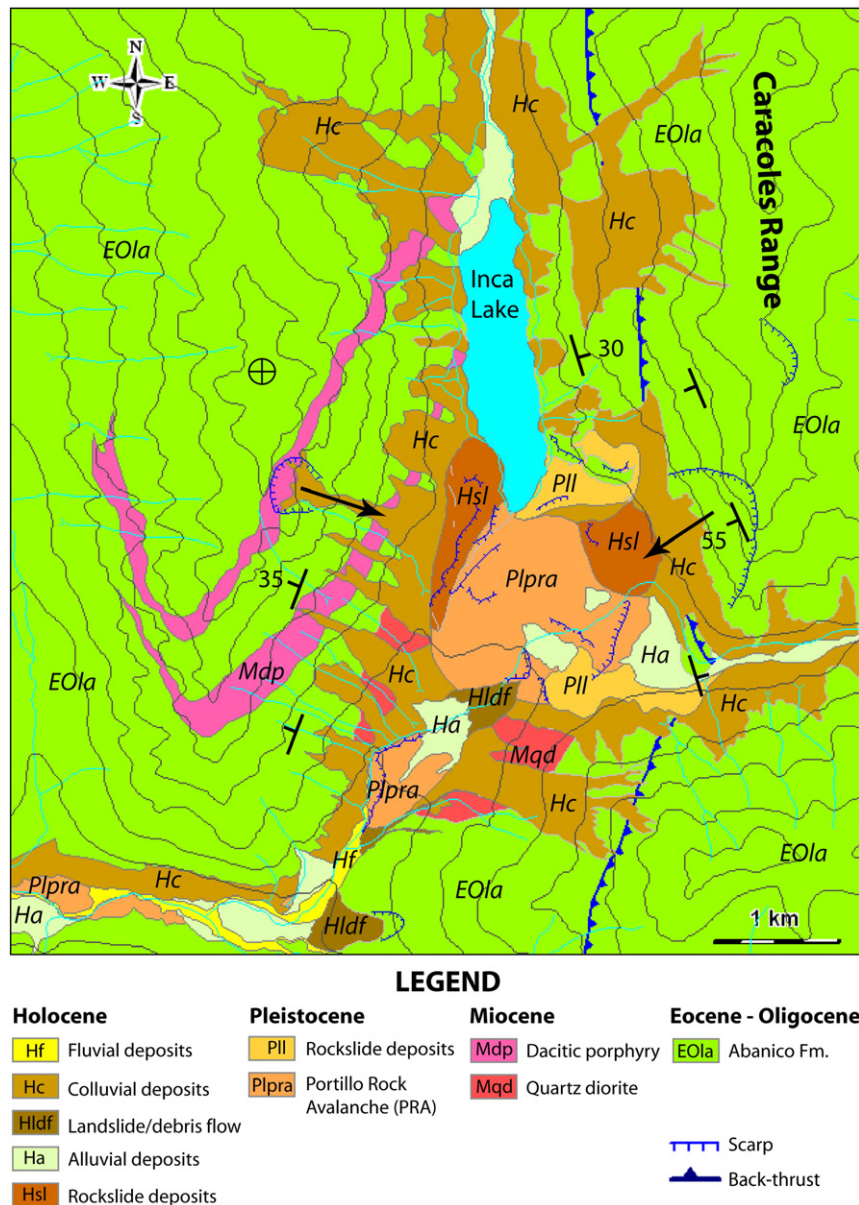 N
W E
S
Hc
Hc
EOla
Caracoles Range
EOla
Hc
Inca
Lake
30
EOla
Hc
Pll
Hsl
Hsl
55
Hc
Plpra
35
Ha
EOla
Mdp
Hc
Pll
Hc
Hldf
Ha
Mqd
Plpra
Hc
Hf
EOla
EOla
Hc
Plpra
Ha
Hldf
1 km
LEGEND
Holocene
Hf Fluvial deposits
Hc Colluvial deposits
Hldf Landslide/debris flow
Ha Alluvial deposits
Hsl Rockslide deposits
Pleistocene
Pll Rockslide deposits
Plpra Portillo Rock
Avalanche (PRA)
Miocene
Mdp Dacitic porphyry
Mqd Quartz diorite
Eocene - Oligocene
EOla Abanico Fm.
Scarp
Back-thrust